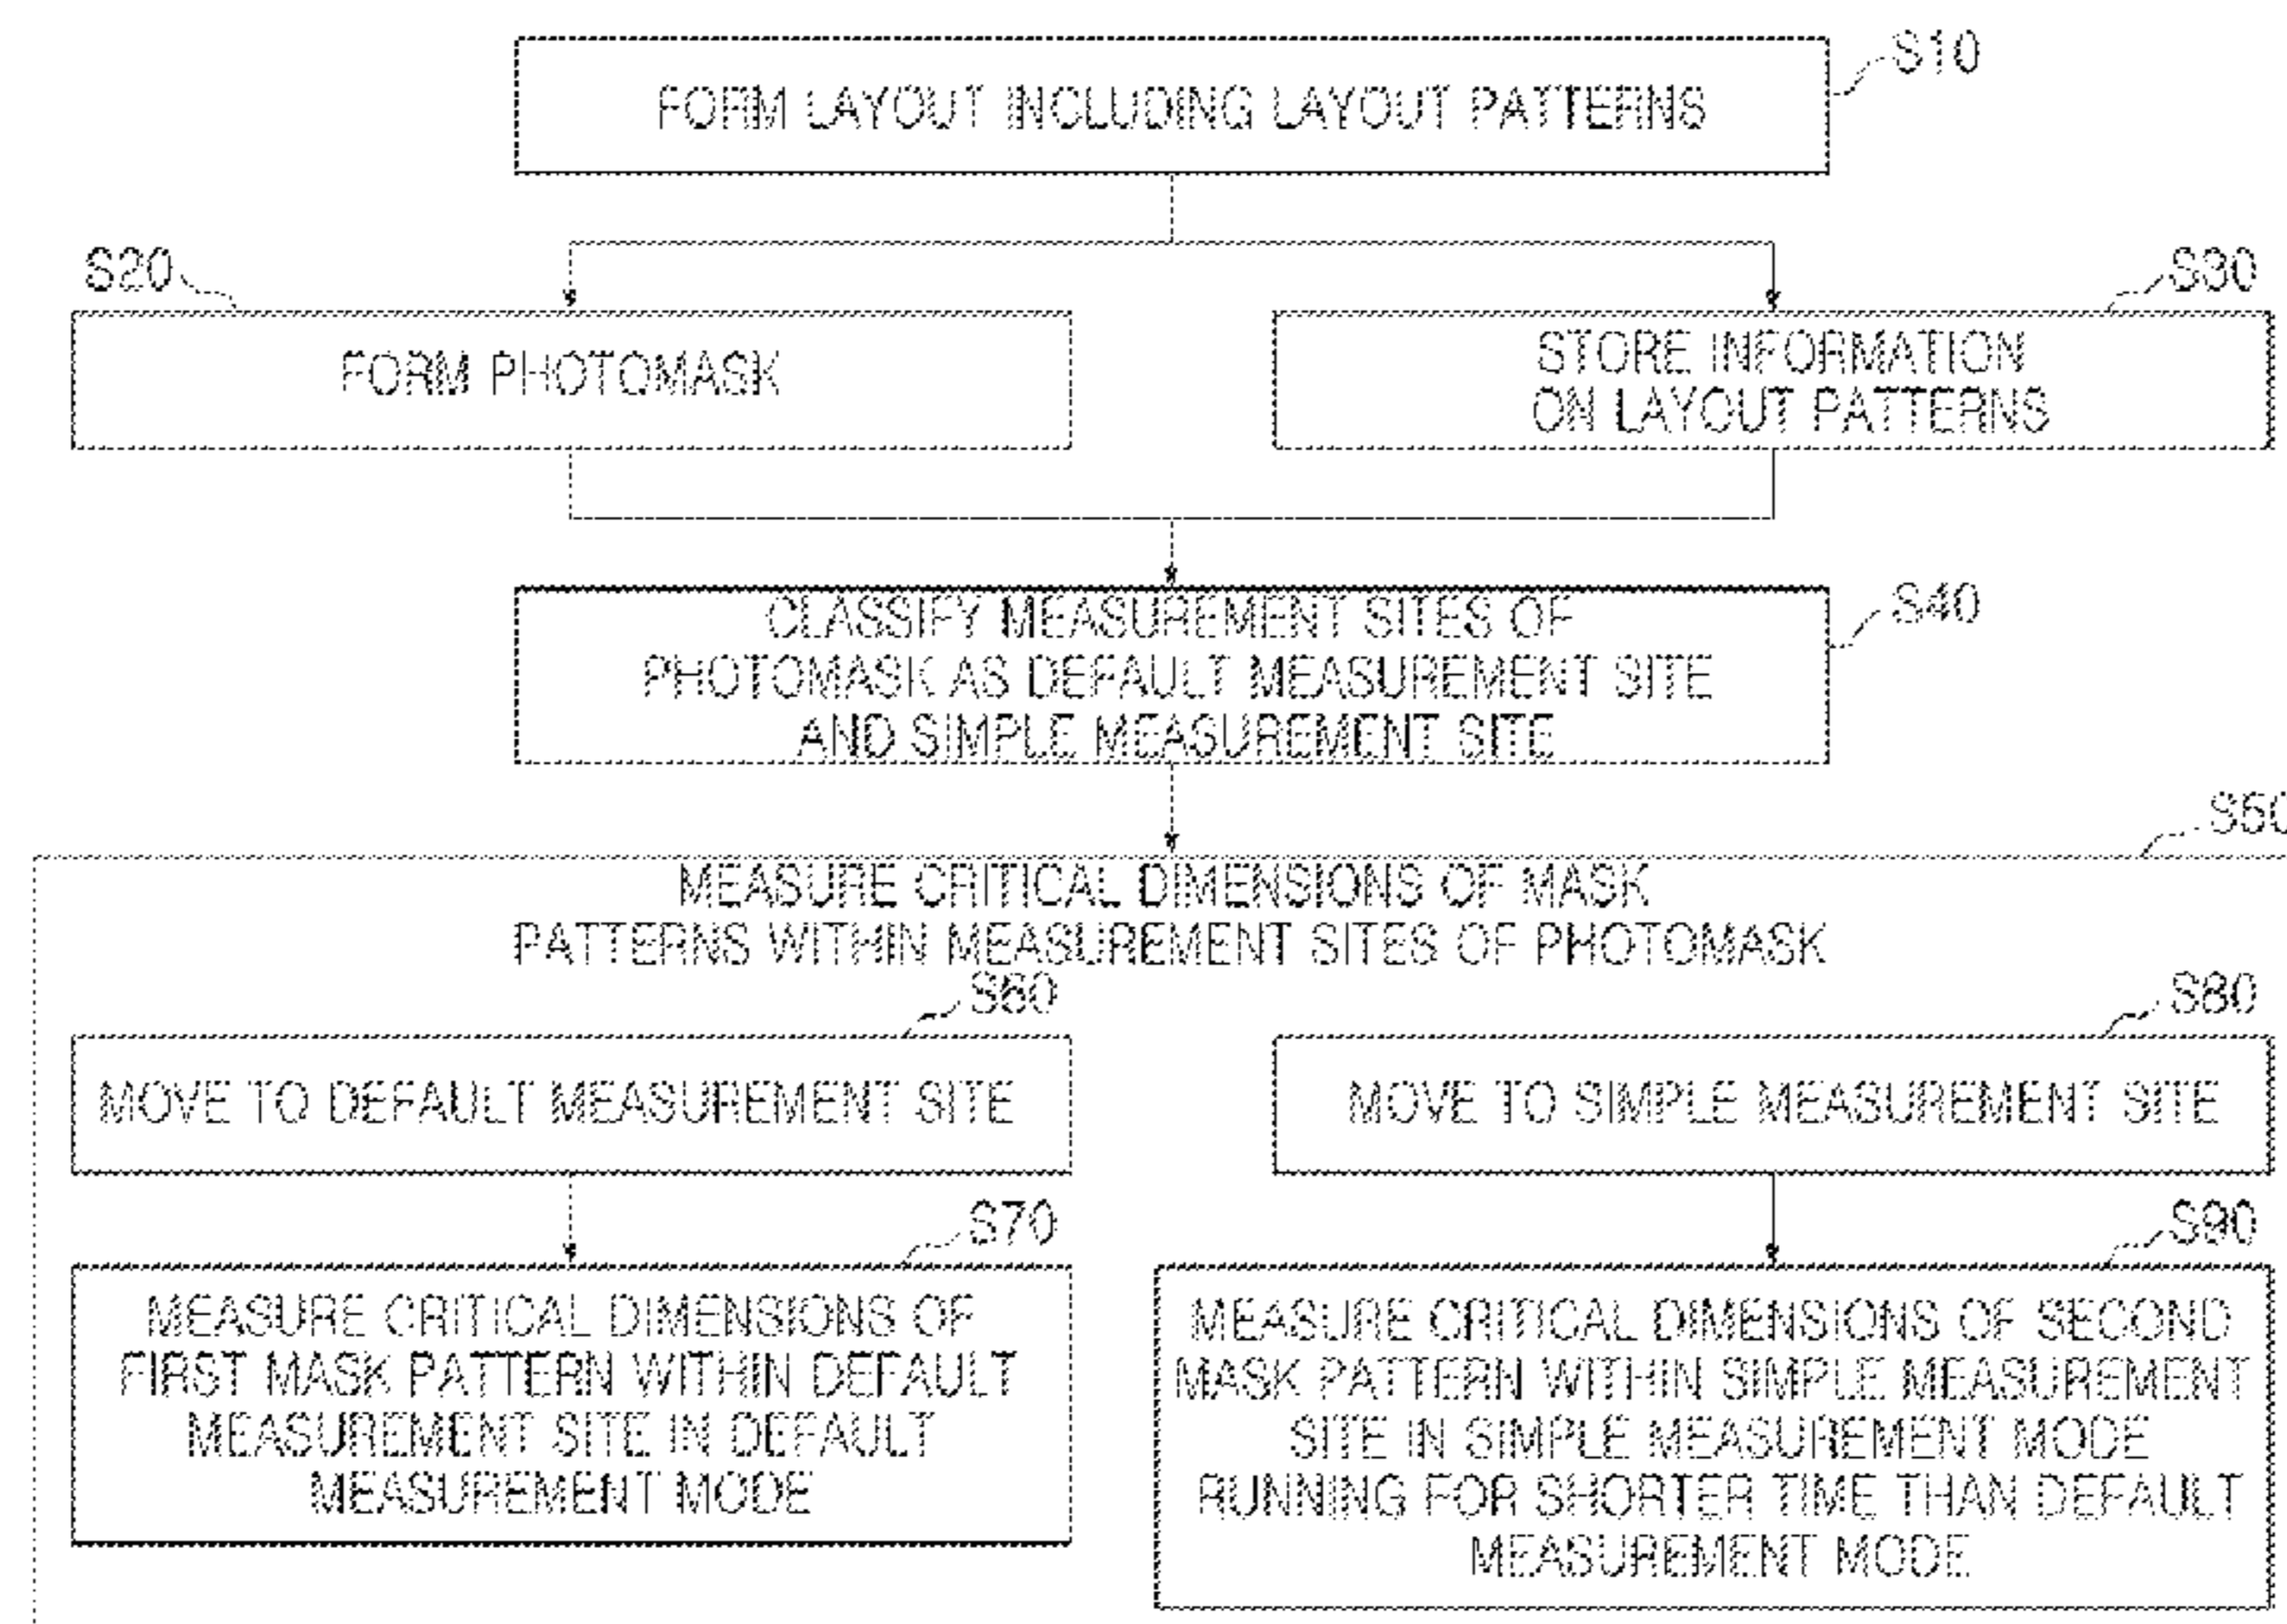 S10
FORM LAYOUT INCLUDING LAYOUT PATTERNS
S20
FORM PHOTOMASK
S30
STORE INFORMATION
ON LAYOUT PATTERNS
S40
CLASSIFY MEASUREMENT SITES OF
PHOTOMASK AS DEFAULT MEASUREMENT SITE
AND SIMPLE MEASUREMENT SITE
MEASURE CRITICAL DIMENSIONS OF MASK
PATTERNS WITHIN MEASUREMENT SITES OF PHOTOMASK
S60
MOVE TO DEFAULT MEASUREMENT SITE
S80
MOVE TO SIMPLE MEASUREMENT SITE
S70
MEASURE CRITICAL DIMENSIONS OF
FIRST MASK PATTERN WITHIN DEFAULT
MEASUREMENT SITE IN DEFAULT
MEASUREMENT MODE
S90
MEASURE CRITICAL DIMENSIONS OF SECOND
MASK PATTERN WITHIN SIMPLE MEASUREMENT
SITE IN SIMPLE MEASUREMENT MODE
RUNNING FOR SHORTER TIME THAN DEFAULT
MEASUREMENT MODE